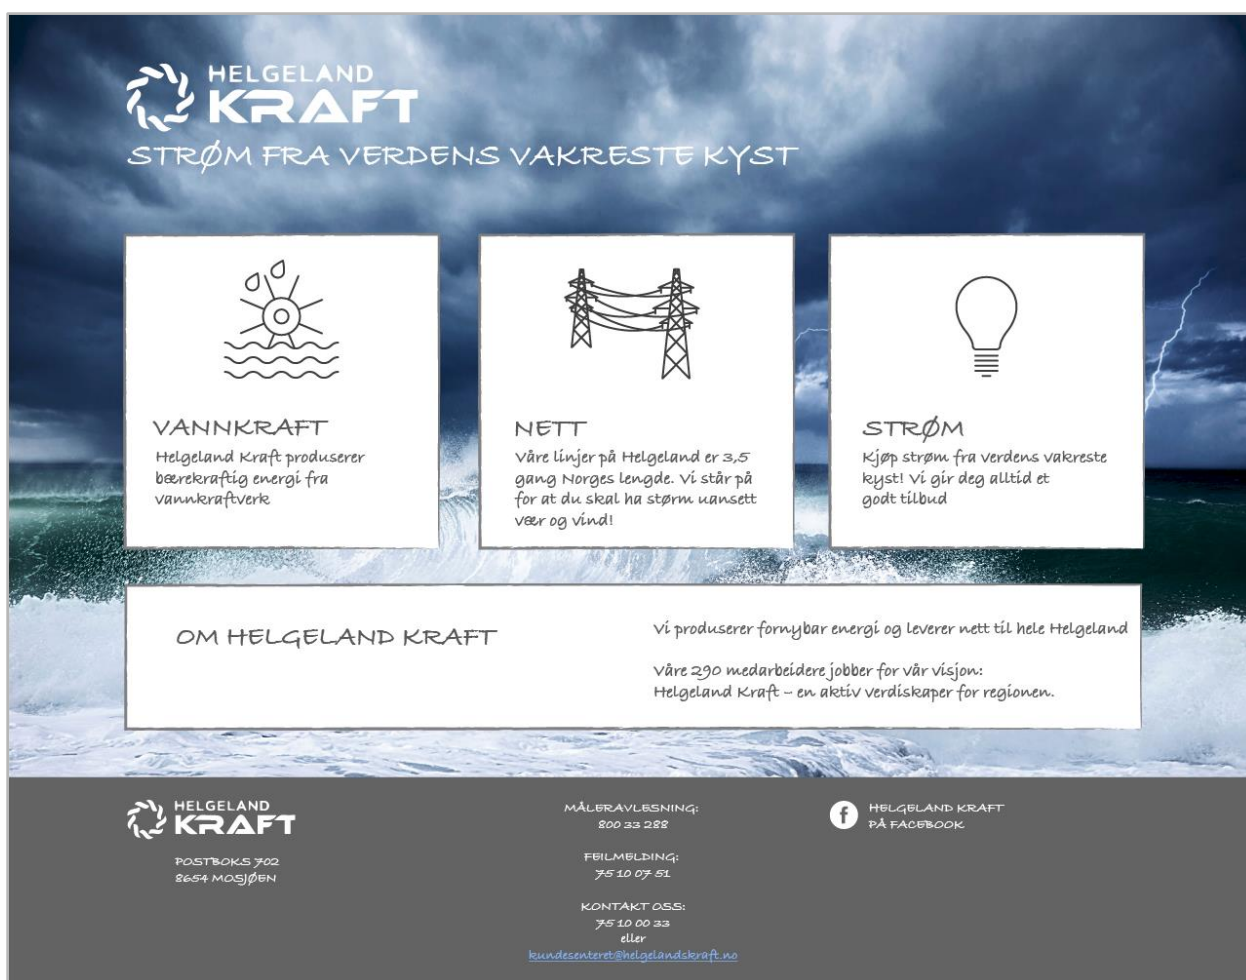 HELGELAND
KRAFT
STRØM FRA VERDENS VAKRESTE KYST
VANNKRAFT
Helgeland Kraft produserer
bærekraftig energi fra
vannkraftverk
NETT
Våre linjer på Helgeland er 3,5
gang Norges lengde. Vi står på
for at du skal ha størm uansett
vær og vind!
STRØM
Kjøp strøm fra verdens vakreste
kyst! Vi gir deg alltid et
godt tilbud
OM HELGELAND KRAFT
Vi produserer fornybar energi og leverer nett til hele Helgeland
Våre 290 medarbeidere jobber for vår visjon:
Helgeland Kraft – en aktiv verdiskaper for regionen.
HELGELAND
KRAFT
POSTBOKS 702
8654 MOSJØEN
MÅLERAVLESNING:
800 33 288
FEILMELDING:
75 10 07 51
KONTAKT OSS:
75 10 00 33
eller
kundesenteret@helgelandskraft.no
f
HELGELAND KRAFT
PÅ FACEBOOK